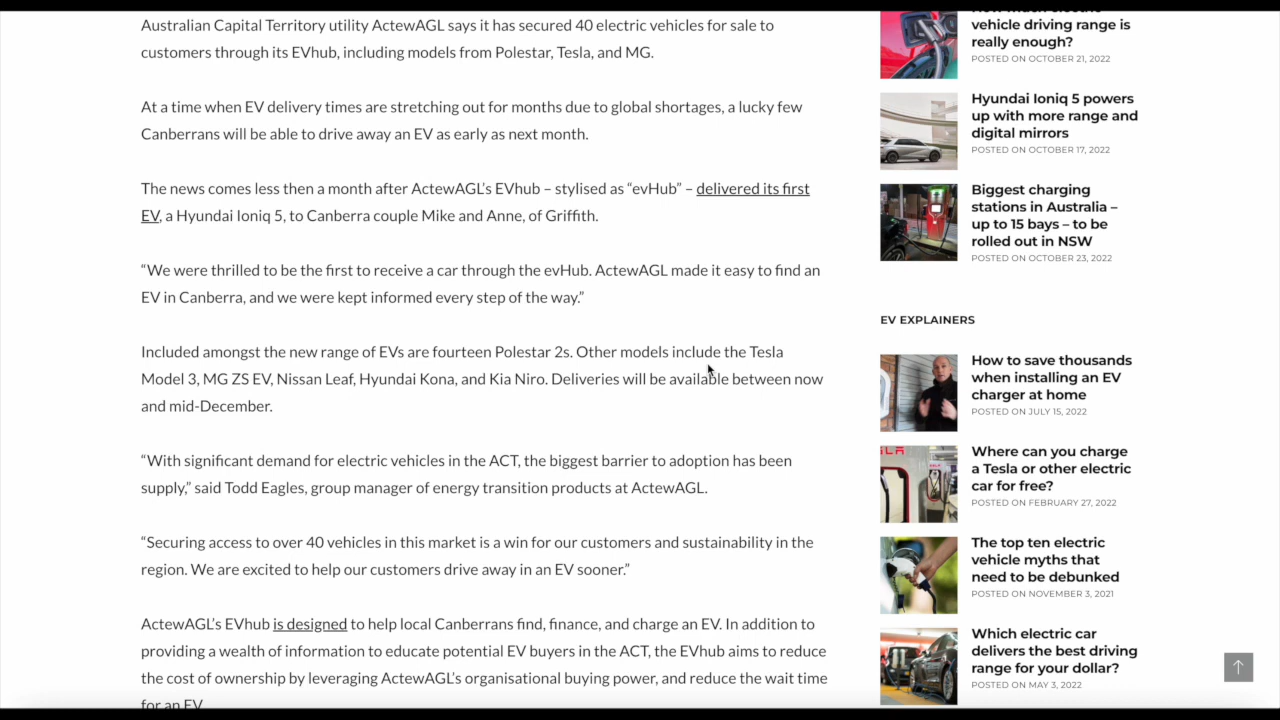 Australian Capital Territory utility ActewAGL says it has secured 40 electric vehicles for sale to
customers through its EVhub, including models from Polestar, Tesla, and MG.
At a time when EV delivery times are stretching out for months due to global shortages, a lucky few
Canberrans will be able to drive away an EV as early as next month.
The news comes less then a month after ActewAGL’s EVhub – stylised as “evHub” – delivered its first
EV, a Hyundai Ioniq 5, to Canberra couple Mike and Anne, of Griffith.
“We were thrilled to be the first to receive a car through the evHub. ActewAGL made it easy to find an
EV in Canberra, and we were kept informed every step of the way.”
Included amongst the new range of EVs are fourteen Polestar 2s. Other models include the Tesla
Model 3, MG ZS EV, Nissan Leaf, Hyundai Kona, and Kia Niro. Deliveries will be available between now
and mid-December.
“With significant demand for electric vehicles in the ACT, the biggest barrier to adoption has been
supply,” said Todd Eagles, group manager of energy transition products at ActewAGL.
“Securing access to over 40 vehicles in this market is a win for our customers and sustainability in the
region. We are excited to help our customers drive away in an EV sooner.”
ActewAGL’s EVhub is designed to help local Canberrans find, finance, and charge an EV. In addition to
providing a wealth of information to educate potential EV buyers in the ACT, the EVhub aims to reduce
the cost of ownership by leveraging ActewAGL’s organisational buying power, and reduce the wait time
for an EV.
How much electric
vehicle driving range is
really enough?
POSTED ON OCTOBER 21, 2022
Hyundai Ioniq 5 powers
up with more range and
digital mirrors
POSTED ON OCTOBER 17, 2022
Biggest charging
stations in Australia –
up to 15 bays – to be
rolled out in NSW
POSTED ON OCTOBER 23, 2022
EV EXPLAINERS
How to save thousands
when installing an EV
charger at home
POSTED ON JULY 15, 2022
Where can you charge
a Tesla or other electric
car for free?
POSTED ON FEBRUARY 27, 2022
The top ten electric
vehicle myths that
need to be debunked
POSTED ON NOVEMBER 3, 2021
Which electric car
delivers the best driving
range for your dollar?
POSTED ON MAY 3, 2022